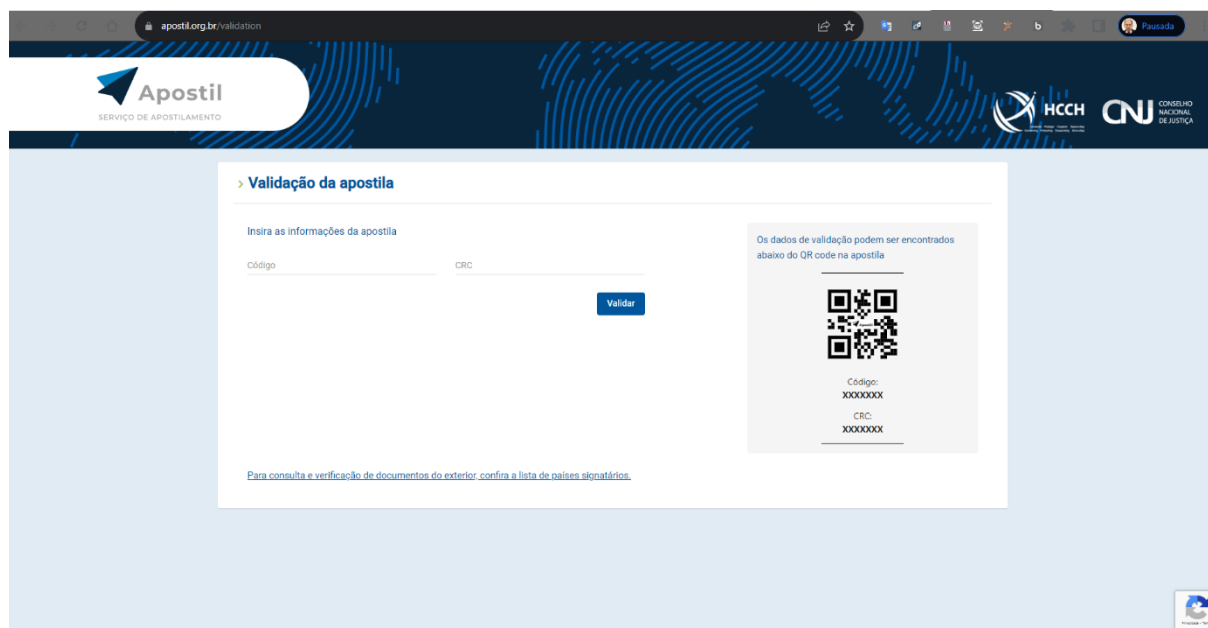 apostil.org.br/validation
Pausada
Apostil
SERVIÇO DE APOSTILAMENTO
HCCH
CNJ
CONSELHO
NACIONAL
DE JUSTIÇA
Validação da apostila
Insira as informações da apostila
Código
CRC
Validar
Os dados de validação podem ser encontrados
abaixo do QR code na apostila
Código:
XXXXXXX
CRC:
XXXXXXX
Para consulta e verificação de documentos do exterior, confira a lista de países signatários.